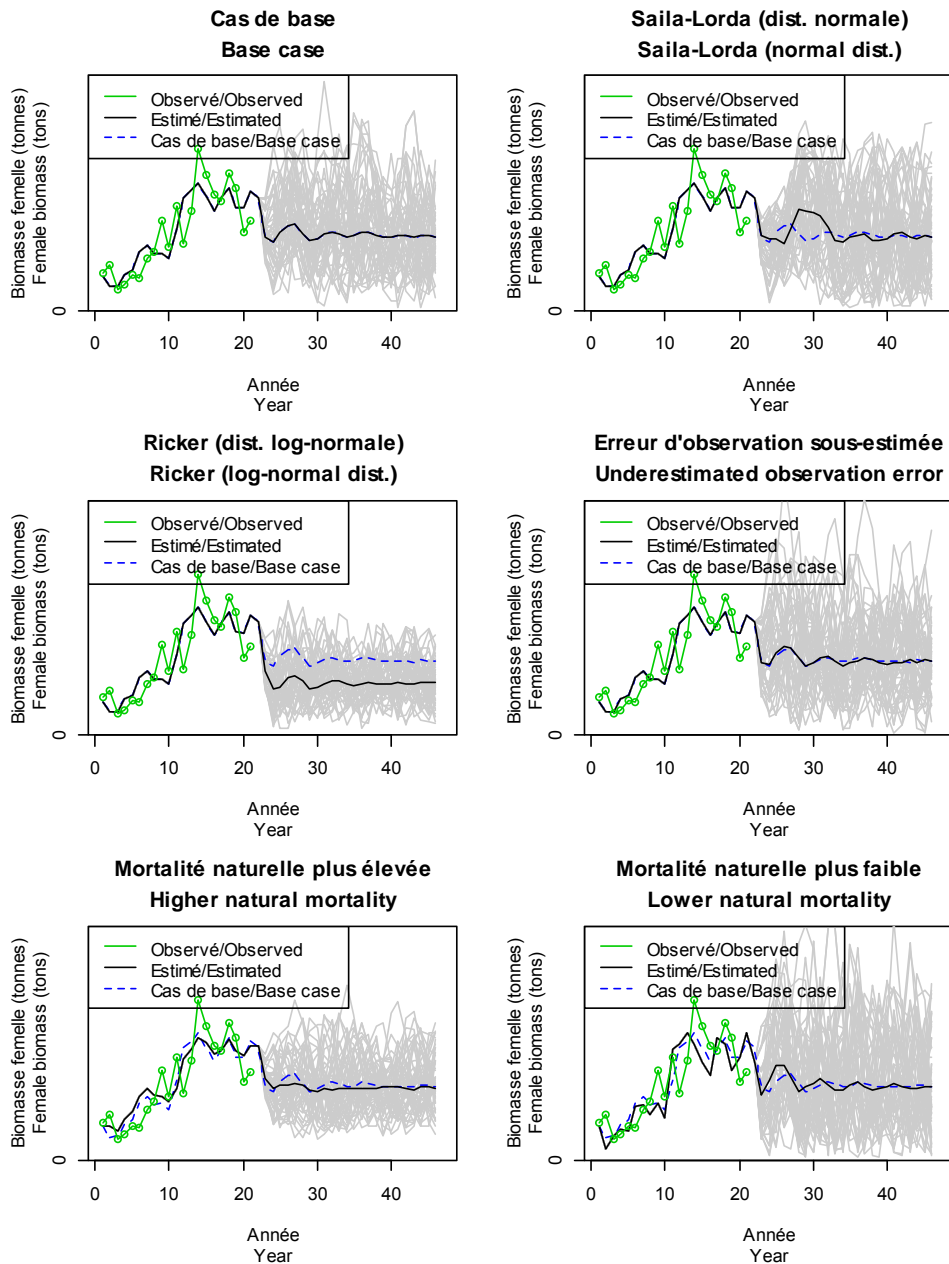 Cas de base
Base case
Biomasse femelle (tonnes)
Female biomass (tons)
0
Observé/Observed
Estimé/Estimated
Cas de base/Base case
0 10 20 30 40
Année
Year
Saila-Lorda (dist. normale)
Saila-Lorda (normal dist.)
Biomasse femelle (tonnes)
Female biomass (tons)
0
Observé/Observed
Estimé/Estimated
Cas de base/Base case
0 10 20 30 40
Année
Year
Ricker (dist. log-normale)
Ricker (log-normal dist.)
Biomasse femelle (tonnes)
Female biomass (tons)
0
Observé/Observed
Estimé/Estimated
Cas de base/Base case
0 10 20 30 40
Année
Year
Erreur d'observation sous-estimée
Underestimated observation error
Biomasse femelle (tonnes)
Female biomass (tons)
0
Observé/Observed
Estimé/Estimated
Cas de base/Base case
0 10 20 30 40
Année
Year
Mortalité naturelle plus élevée
Higher natural mortality
Biomasse femelle (tonnes)
Female biomass (tons)
0
Observé/Observed
Estimé/Estimated
Cas de base/Base case
0 10 20 30 40
Année
Year
Mortalité naturelle plus faible
Lower natural mortality
Biomasse femelle (tonnes)
Female biomass (tons)
0
Observé/Observed
Estimé/Estimated
Cas de base/Base case
0 10 20 30 40
Année
Year